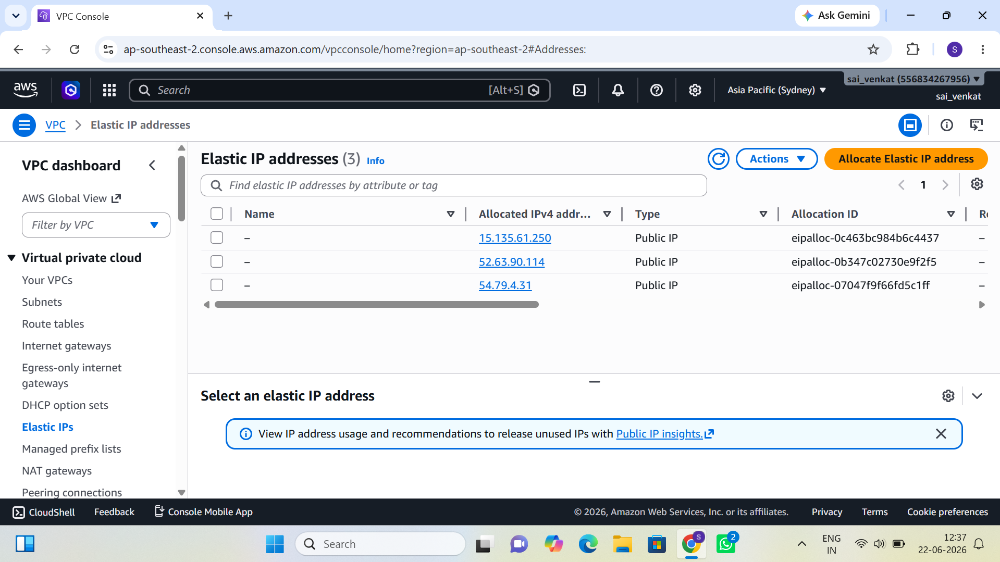 VPC Console
Ask Gemini
ap-southeast-2.console.aws.amazon.com/vpcconsole/home?region=ap-southeast-2#Addresses:
S
aws
Search
[Alt+S]
Asia Pacific (Sydney)
sai_venkat (556834267956)
sai_venkat
VPC
Elastic IP addresses
VPC dashboard
AWS Global View
Filter by VPC
Virtual private cloud
Your VPCs
Subnets
Route tables
Internet gateways
Egress-only internet
gateways
DHCP option sets
Elastic IPs
Managed prefix lists
NAT gateways
Peering connections
Elastic IP addresses (3) Info
Actions
Allocate Elastic IP address
Find elastic IP addresses by attribute or tag
1
Name Allocated IPv4 addr... Type Allocation ID
– 15.135.61.250 Public IP eipalloc-0c463bc984b6c4437 –
– 52.63.90.114 Public IP eipalloc-0b347c02730e9f2f5 –
– 54.79.4.31 Public IP eipalloc-07047f9f66fd5c1ff –
Select an elastic IP address
View IP address usage and recommendations to release unused IPs with Public IP insights.
CloudShell
Feedback
Console Mobile App
© 2026, Amazon Web Services, Inc. or its affiliates.
Privacy
Terms
Cookie preferences
Search
S
2
ENG
IN
12:37
22-06-2026